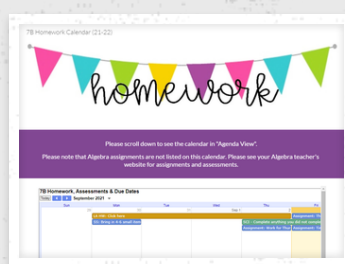 7B Homework Calendar (21-22)
homework
Please scroll down to see the calendar in "Agenda View".
Please note that Algebra assignments are not listed on this calendar. Please see your Algebra teacher's
website for assignments and assessments.
7B Homework, Assessments & Due Dates
Today September 2021
Sun Mon Tue Wed Thu Fri